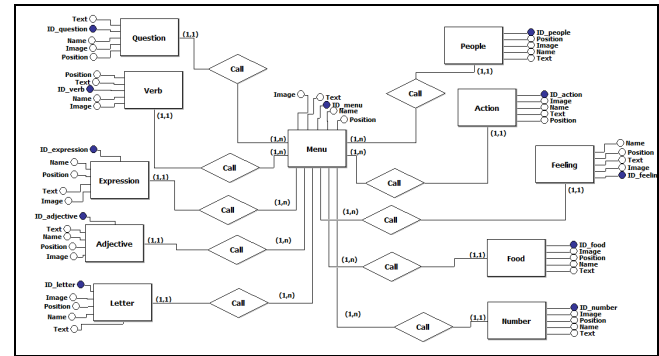 Text
ID_question
Name
Image
Position
Question
(1,1)
Call
Position
Text
ID_verb
Name
Image
Verb
(1,1)
Call
ID_expression
Name
Position
Text
Image
Expression
(1,1)
Call
ID_adjective
Text
Name
Position
Image
Adjective
(1,1)
Call
ID_letter
Image
Position
Name
Text
Letter
(1,1)
Call
Image
Text
ID_menu
Name
Position
Menu
(1,n)
(1,n)
(1,n)
(1,n)
(1,n)
(1,n)
(1,n)
(1,n)
(1,n)
(1,n)
People
ID_people
Position
Image
Name
Text
(1,1)
Call
Action
ID_action
Image
Name
Text
Position
(1,1)
Call
Feeling
Name
Position
Text
Image
ID_feelin
(1,1)
Call
Food
ID_food
Image
Position
Name
Text
(1,1)
Call
Number
ID_number
Image
Position
Name
Text
(1,1)
Call